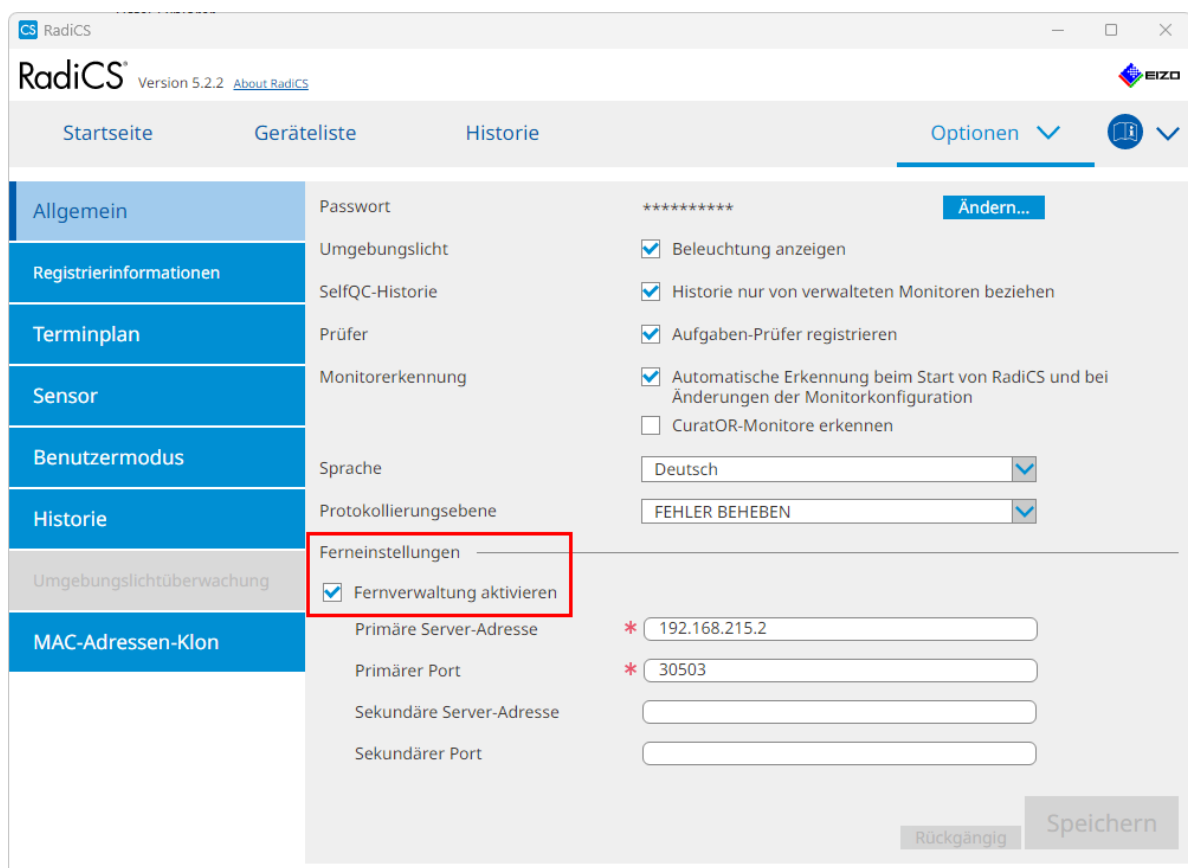 CS RadiCS
RadiCS® Version 5.2.2 About RadiCS
EIZO
Startseite Geräteliste Historie Optionen
Allgemein
Registrierinformationen
Terminplan
Sensor
Benutzermodus
Historie
Umgebungslichtüberwachung
MAC-Adressen-Klon
Passwort ********** Ändern...
Umgebungslicht Beleuchtung anzeigen
SelfQC-Historie Historie nur von verwalteten Monitoren beziehen
Prüfer Aufgaben-Prüfer registrieren
Monitorerkennung Automatische Erkennung beim Start von RadiCS und bei
Änderungen der Monitorkonfiguration
CuratOR-Monitore erkennen
Sprache Deutsch
Protokollierungsebene FEHLER BEHEBEN
Ferneinstellungen
Fernverwaltung aktivieren
Primäre Server-Adresse * 192.168.215.2
Primärer Port * 30503
Sekundäre Server-Adresse
Sekundärer Port
Rückgängig Speichern